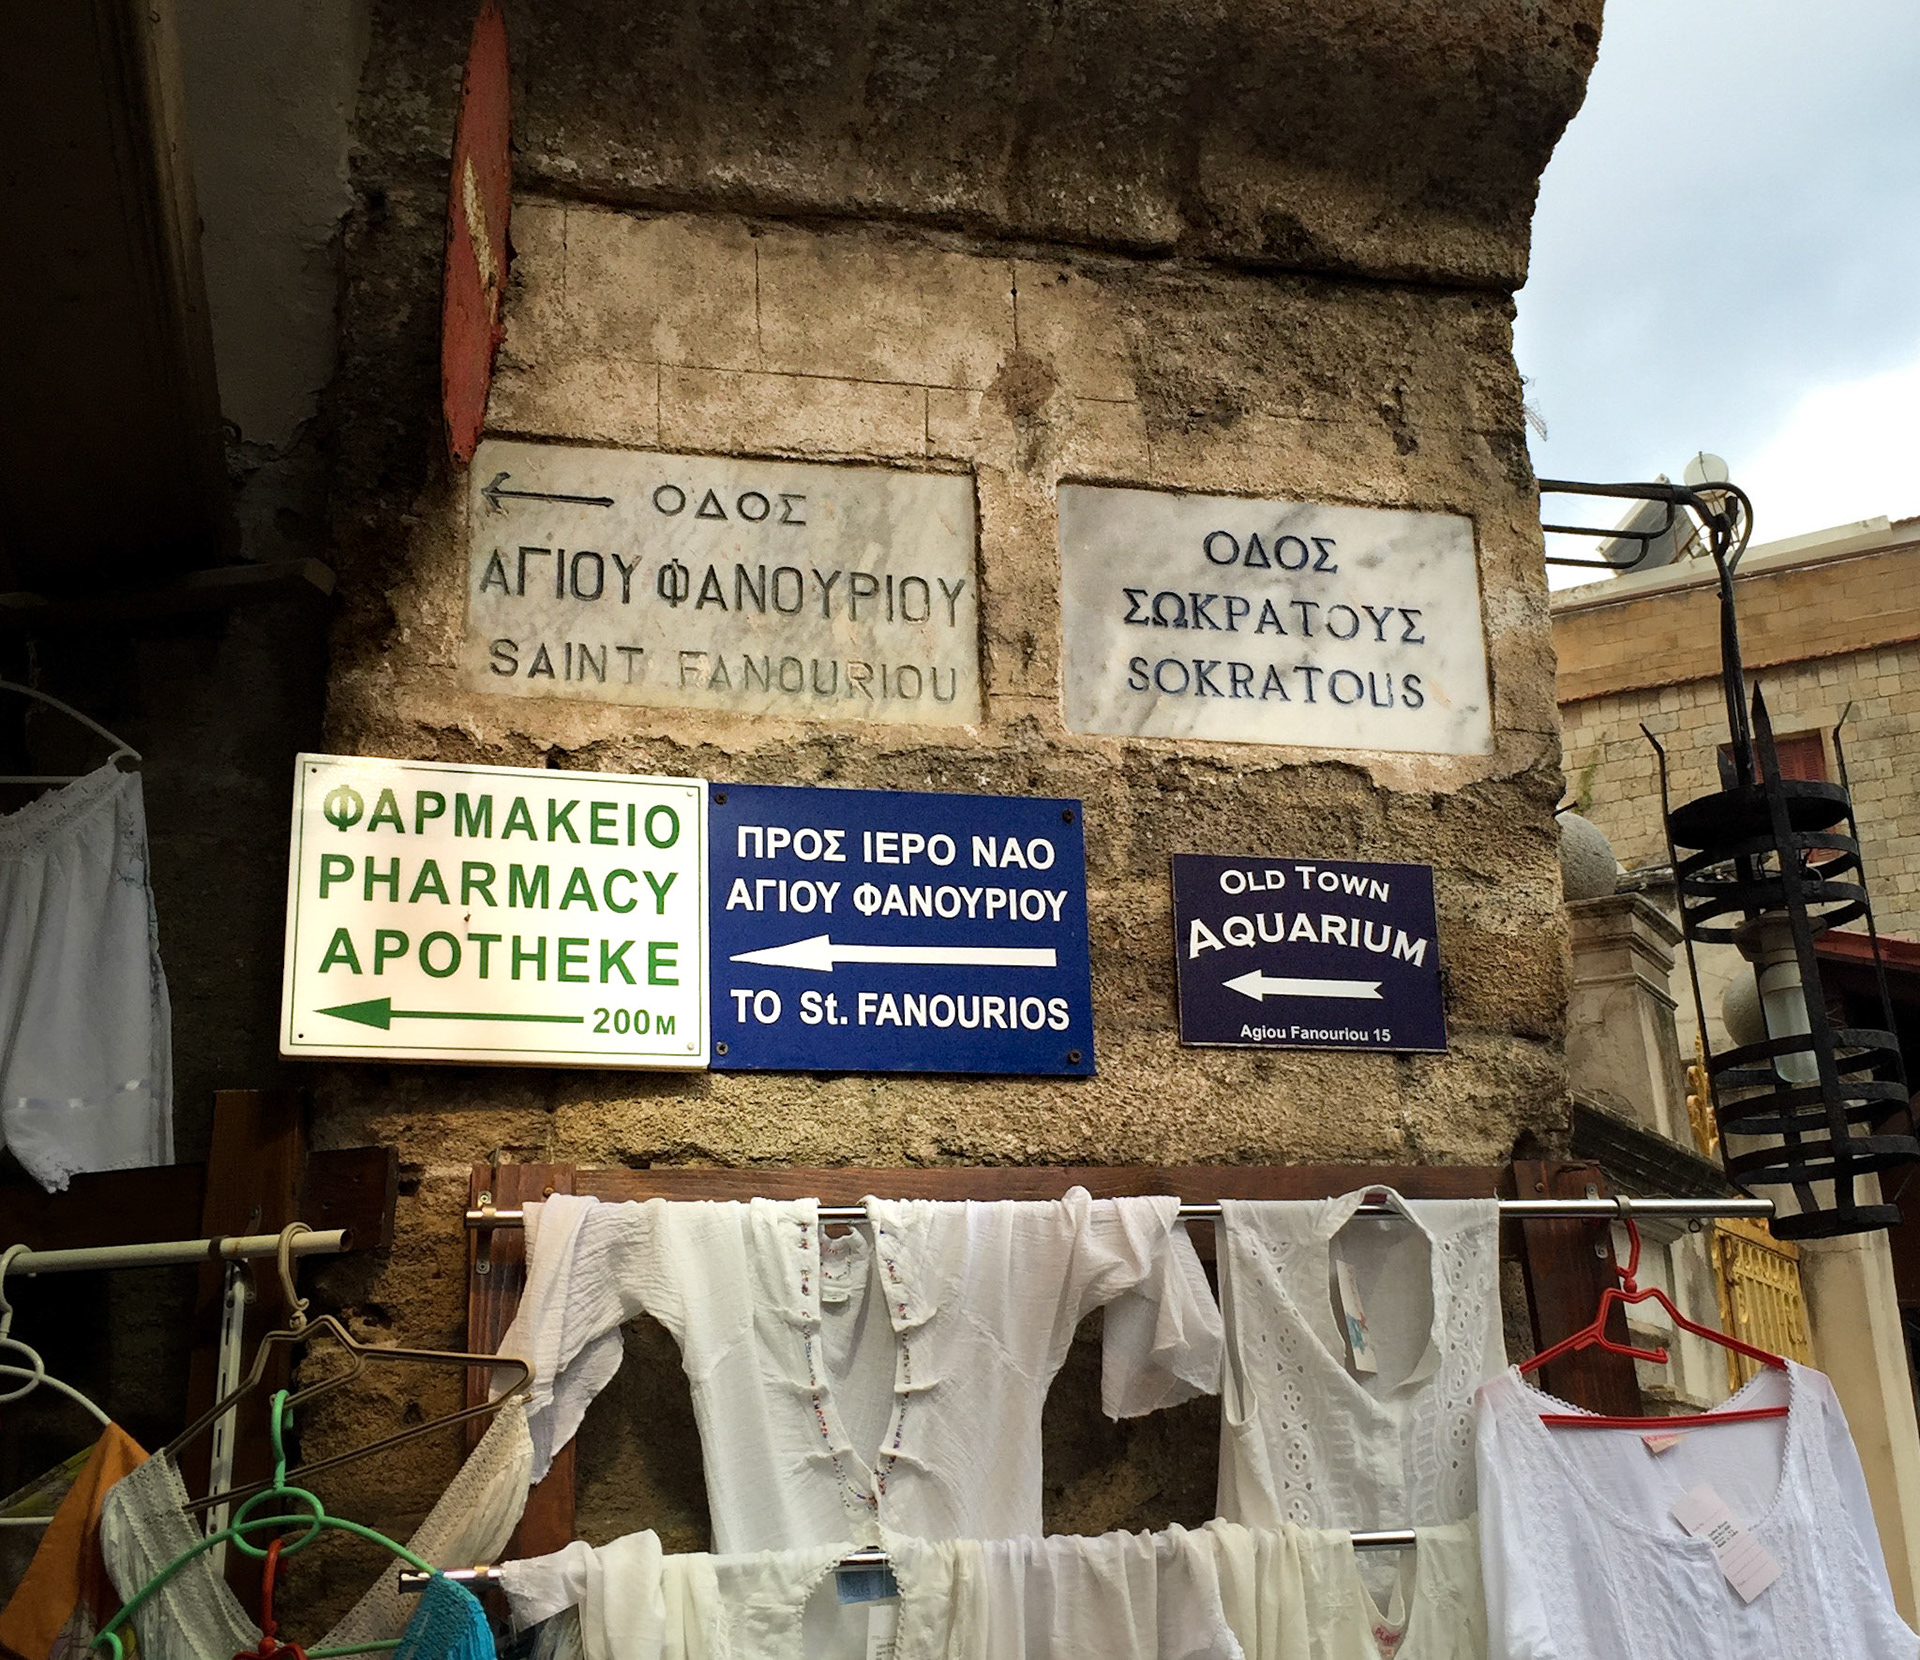 ΟΔΟΣ
ΑΓΙΟΥ ΦΑΝΟΥΡΙΟΥ
SAINT FANOURIOU
ΟΔΟΣ
ΣΩΚΡΑΤΟΥΣ
SOKRATOUS
ΦΑΡΜΑΚΕΙΟ
PHARMACY
APOTHEKE
200M
ΠΡΟΣ ΙΕΡΟ ΝΑΟ
ΑΓΙΟΥ ΦΑΝΟΥΡΙΟΥ
TO St. FANOURIOS
OLD TOWN
AQUARIUM
Agiou Fanouriou 15